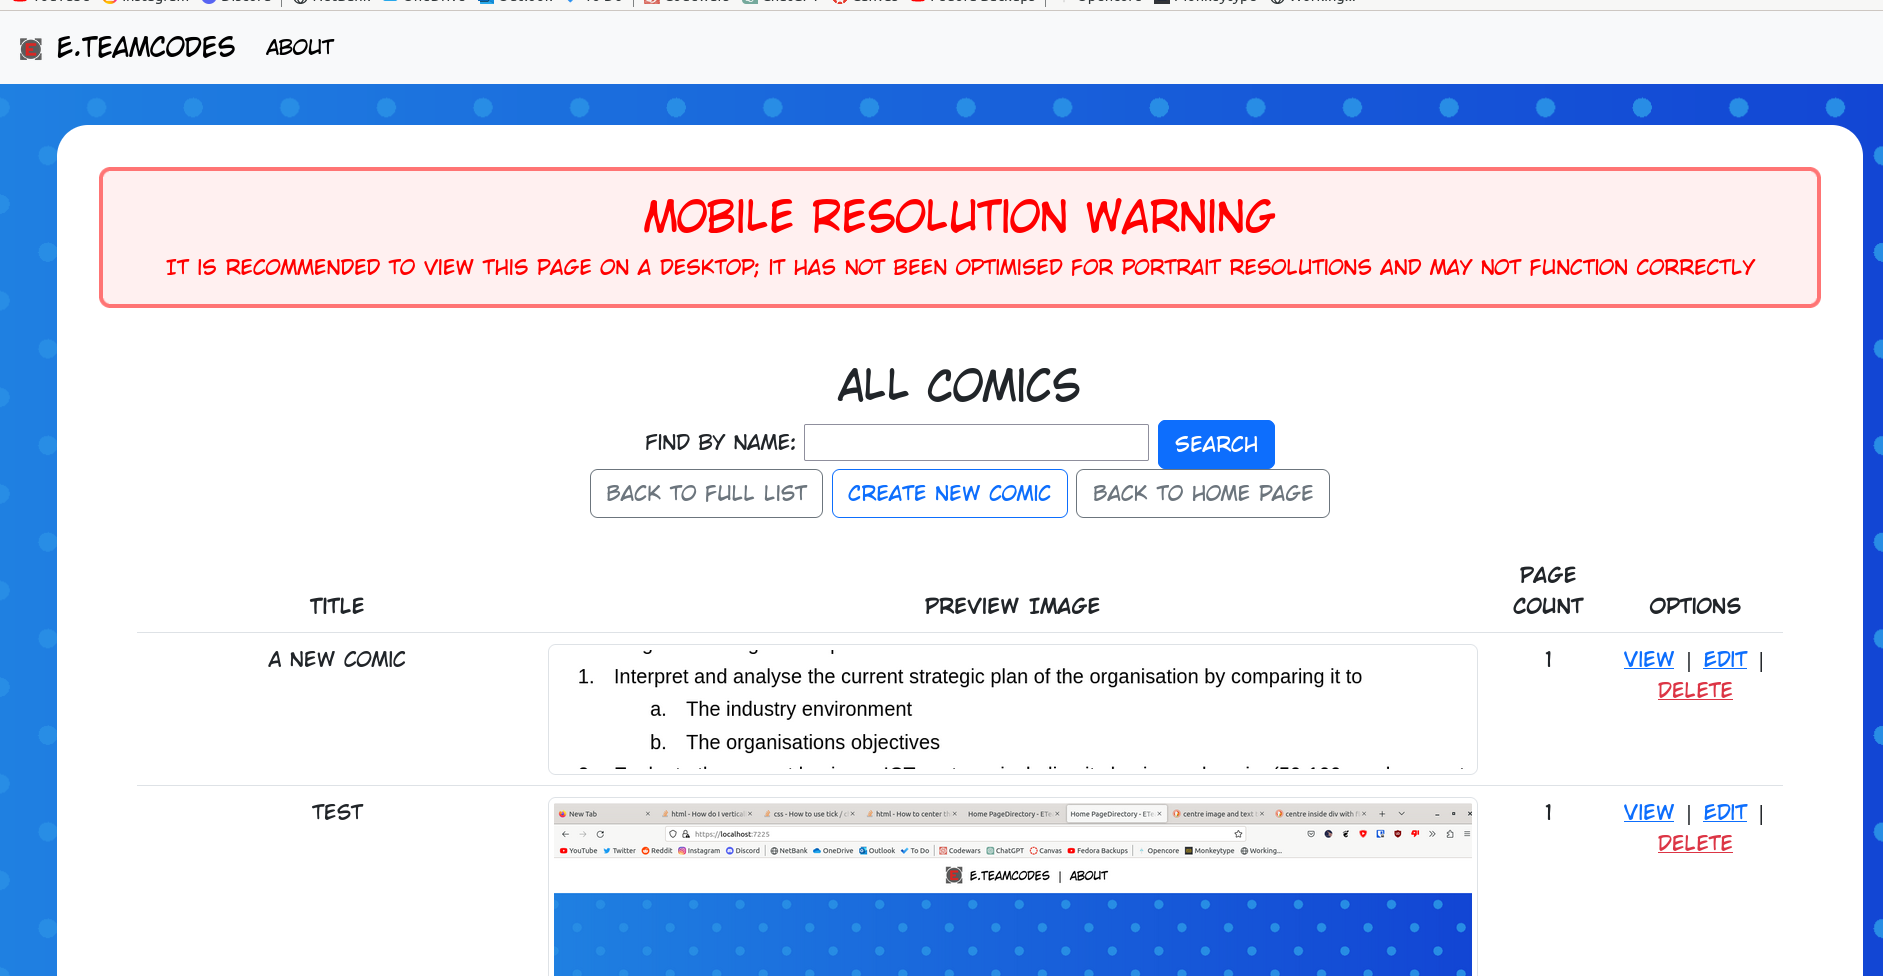 E.TEAMCODES ABOUT
MOBILE RESOLUTION WARNING
IT IS RECOMMENDED TO VIEW THIS PAGE ON A DESKTOP; IT HAS NOT BEEN OPTIMISED FOR PORTRAIT RESOLUTIONS AND MAY NOT FUNCTION CORRECTLY
ALL COMICS
FIND BY NAME: SEARCH
BACK TO FULL LIST CREATE NEW COMIC BACK TO HOME PAGE
TITLE PREVIEW IMAGE PAGE COUNT OPTIONS
A NEW COMIC
1. Interpret and analyse the current strategic plan of the organisation by comparing it to
a. The industry environment
b. The organisations objectives
1 VIEW | EDIT |
DELETE
TEST
New Tab html - How do I vertical css - How to use tick / html - How to center th Home PageDirectory - ETe Home PageDirectory - ETe centre image and text centre inside div with
https://localhost:7225
YouTube Twitter Reddit Instagram Discord NetBank OneDrive Outlook To Do Codewars ChatGPT Canvas Fedora Backups Opencore Monkeytype Working...
E.TEAMCODES | ABOUT
1 VIEW | EDIT |
DELETE